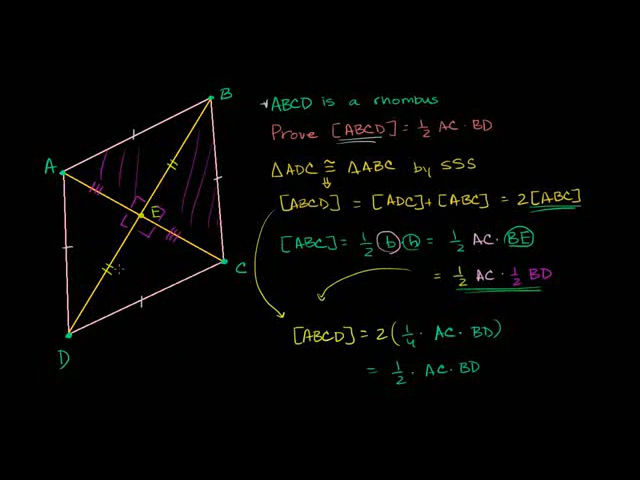 B
A
E
C
D
ABCD is a rhombus
Prove [ABCD] = 1/2 AC · BD
ΔADC ≅ ΔABC by SSS
[ABCD] = [ADC] + [ABC] = 2[ABC]
[ABC] = 1/2 b · h = 1/2 AC · BE
= 1/2 AC · 1/2 BD
[ABCD] = 2(1/4 · AC · BD)
= 1/2 · AC · BD